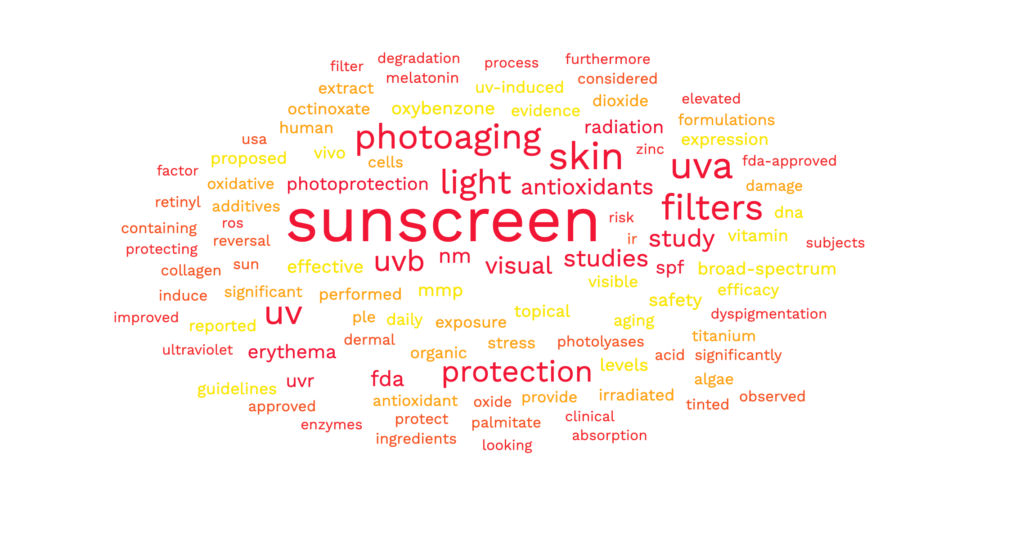 degradation process furthermore
filter melatonin considered
extract uv-induced
octinoxate oxybenzone evidence dioxide elevated
human photoaging radiation formulations
usa skin zinc expression
proposed vivo cells uva fda-approved
factor oxidative photoprotection light antioxidants damage
retinyl additives sunscreen risk filters dna
containing ros ir study vitamin
protecting reversal subjects
collagen sun effective uvb nm visual studies spf broad-spectrum
induce significant performed mmp visible safety efficacy
improved reported uv ple daily exposure topical aging dyspigmentation
ultraviolet erythema dermal organic stress photolyases titanium
acid significantly
guidelines uvr fda protection levels algae
approved antioxidant oxide provide irradiated tinted observed
enzymes protect palmitate clinical
ingredients looking absorption